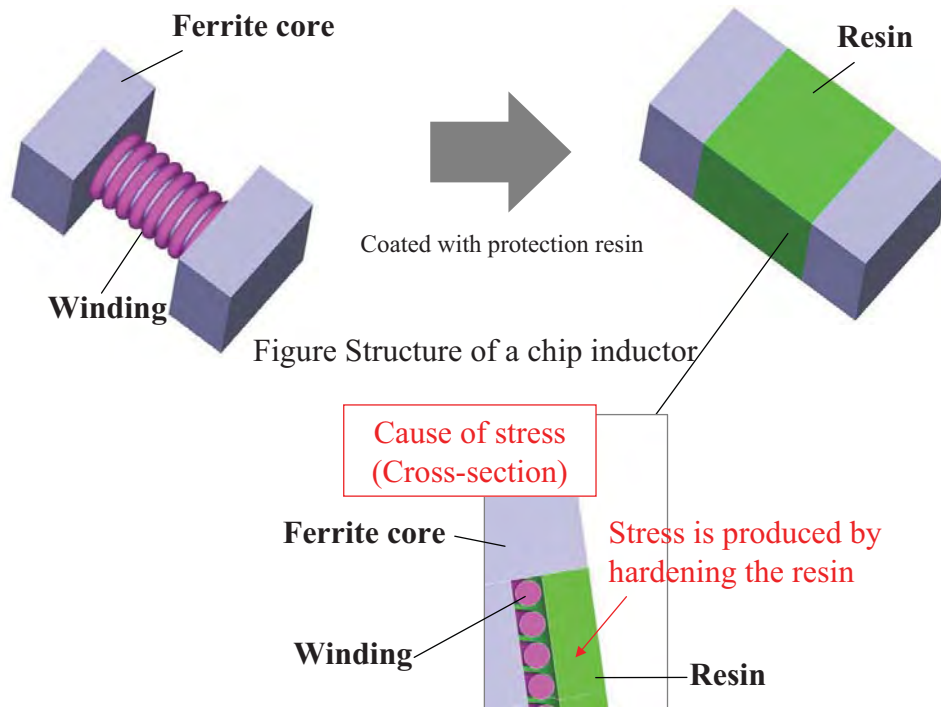 Ferrite core
Resin
Coated with protection resin
Winding
Figure Structure of a chip inductor
Cause of stress
(Cross-section)
Ferrite core
Stress is produced by
hardening the resin
Winding
Resin